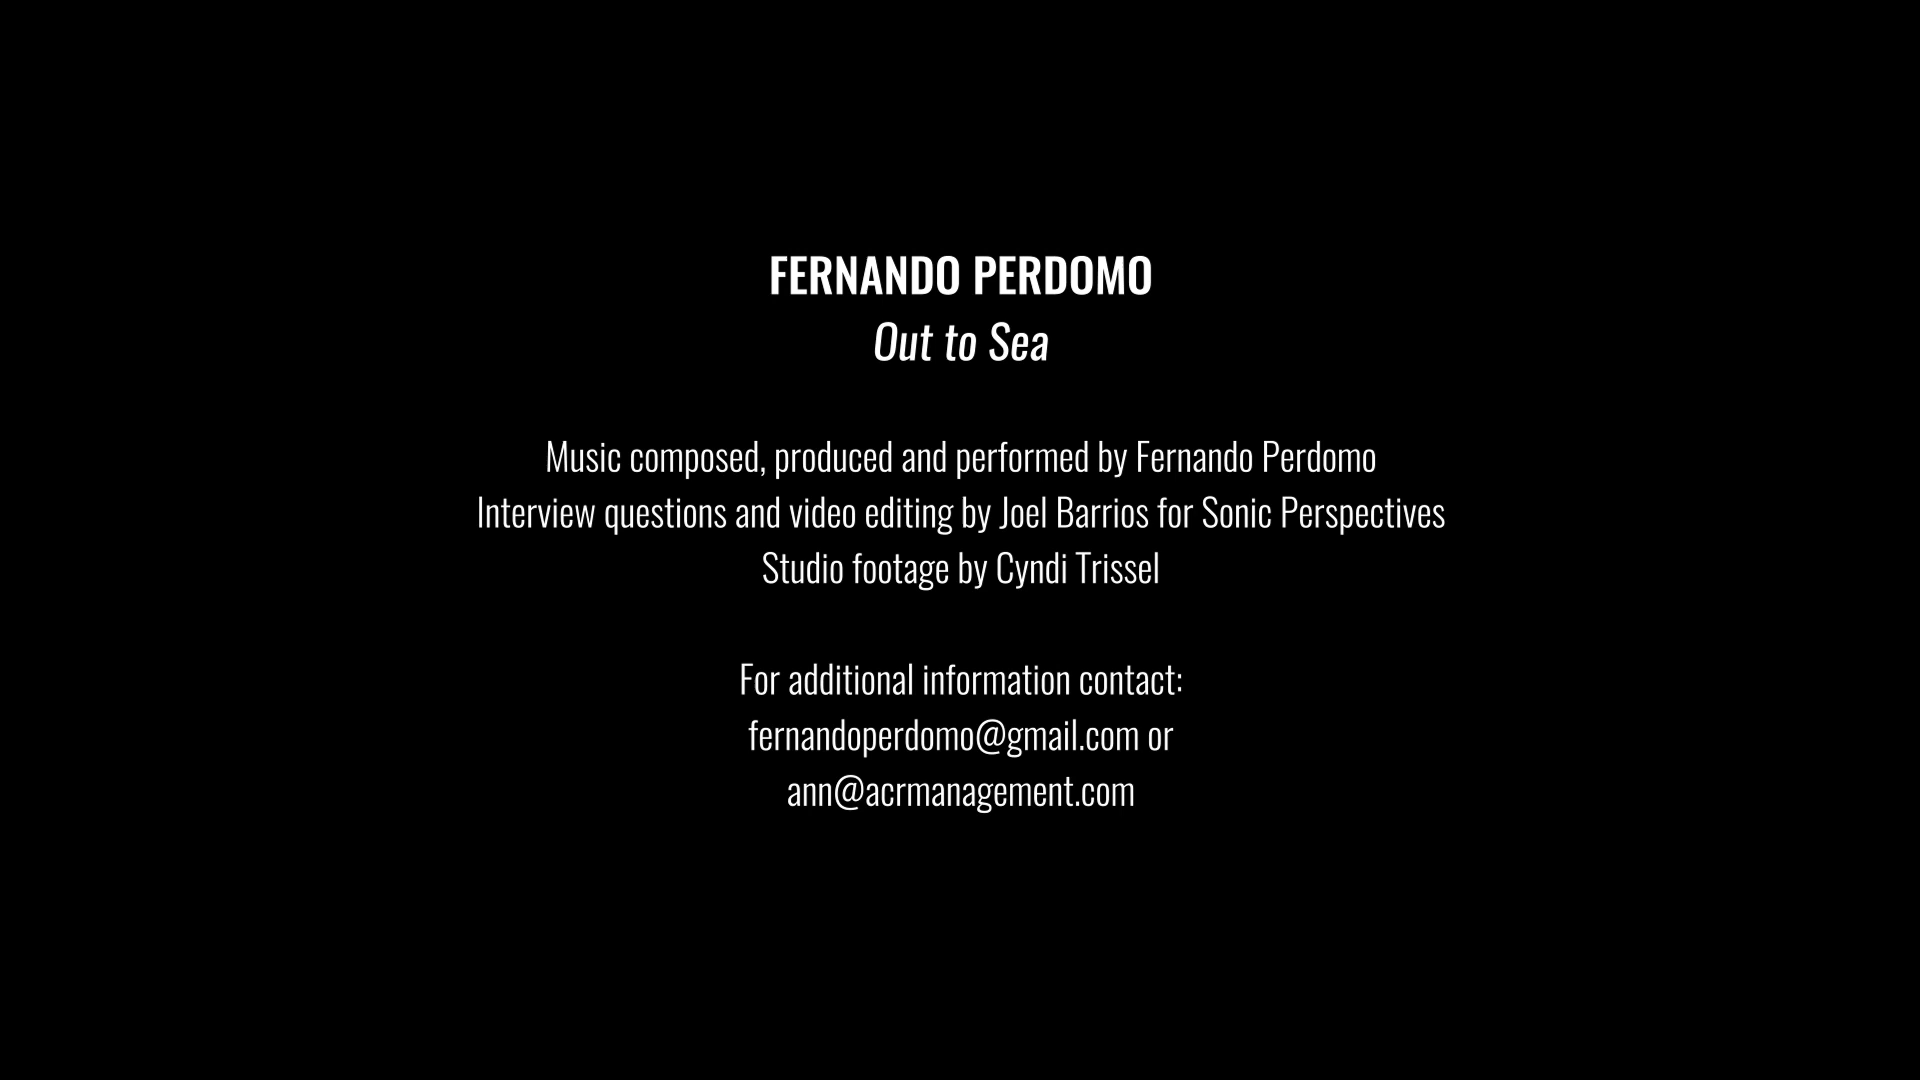 FERNANDO PERDOMO
Out to Sea
Music composed, produced and performed by Fernando Perdomo
Interview questions and video editing by Joel Barrios for Sonic Perspectives
Studio footage by Cyndi Trissel
For additional information contact:
fernandoperdomo@gmail.com or
ann@acrmanagement.com